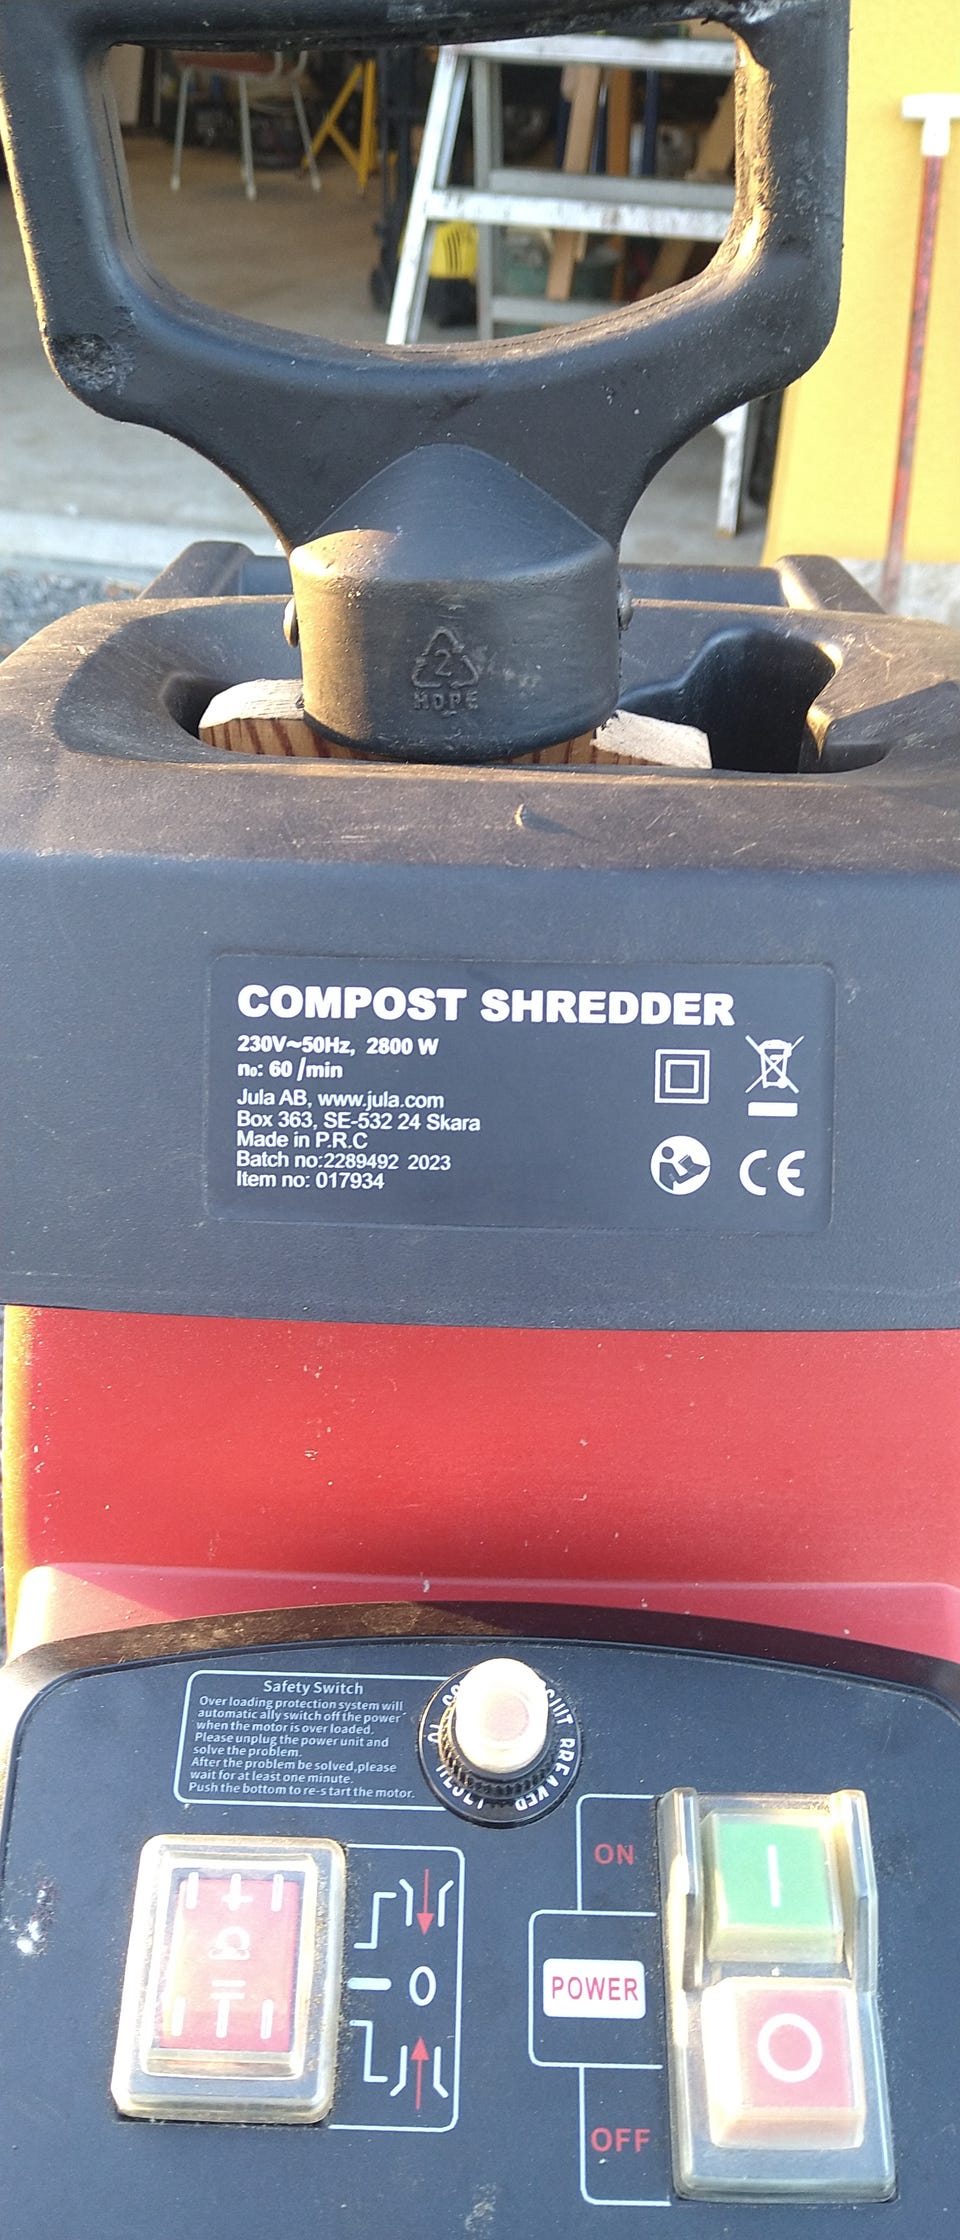 2
HDPE
COMPOST SHREDDER
230V~50Hz, 2800 W
n₀: 60 /min
Jula AB, www.jula.com
Box 363, SE-532 24 Skara
Made in P.R.C
Batch no:2289492 2023
Item no: 017934
CE
Safety Switch
Over loading protection system will
automatic ally switch off the power
when the motor is over loaded.
Please unplug the power unit and
solve the problem.
After the problem be solved,please
wait for at least one minute.
Push the bottom to re-s tart the motor.
BREAKER
ON
I
0
POWER
O
OFF